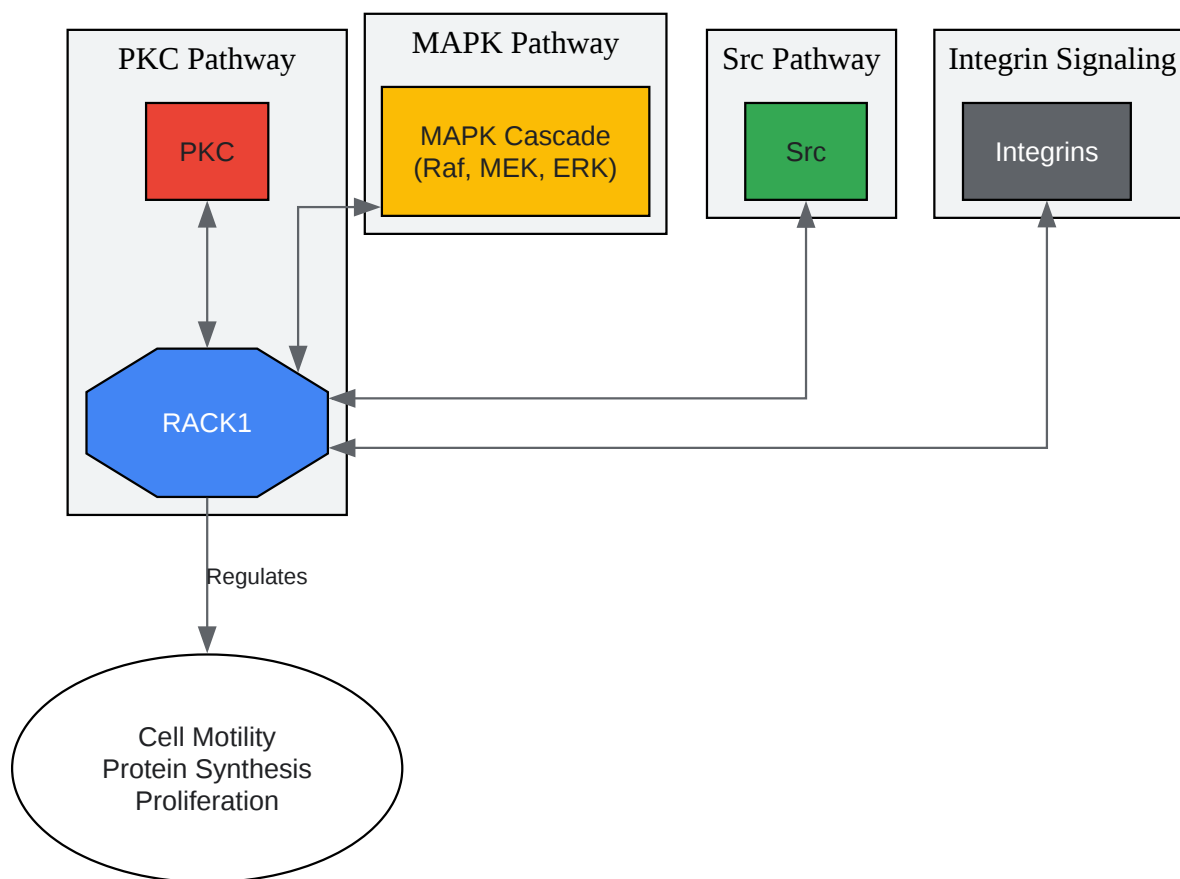 PKC Pathway
MAPK Pathway
Src Pathway
Integrin Signaling
PKC
MAPK Cascade
(Raf, MEK, ERK)
Src
Integrins
RACK1
Regulates
Cell Motility
Protein Synthesis
Proliferation